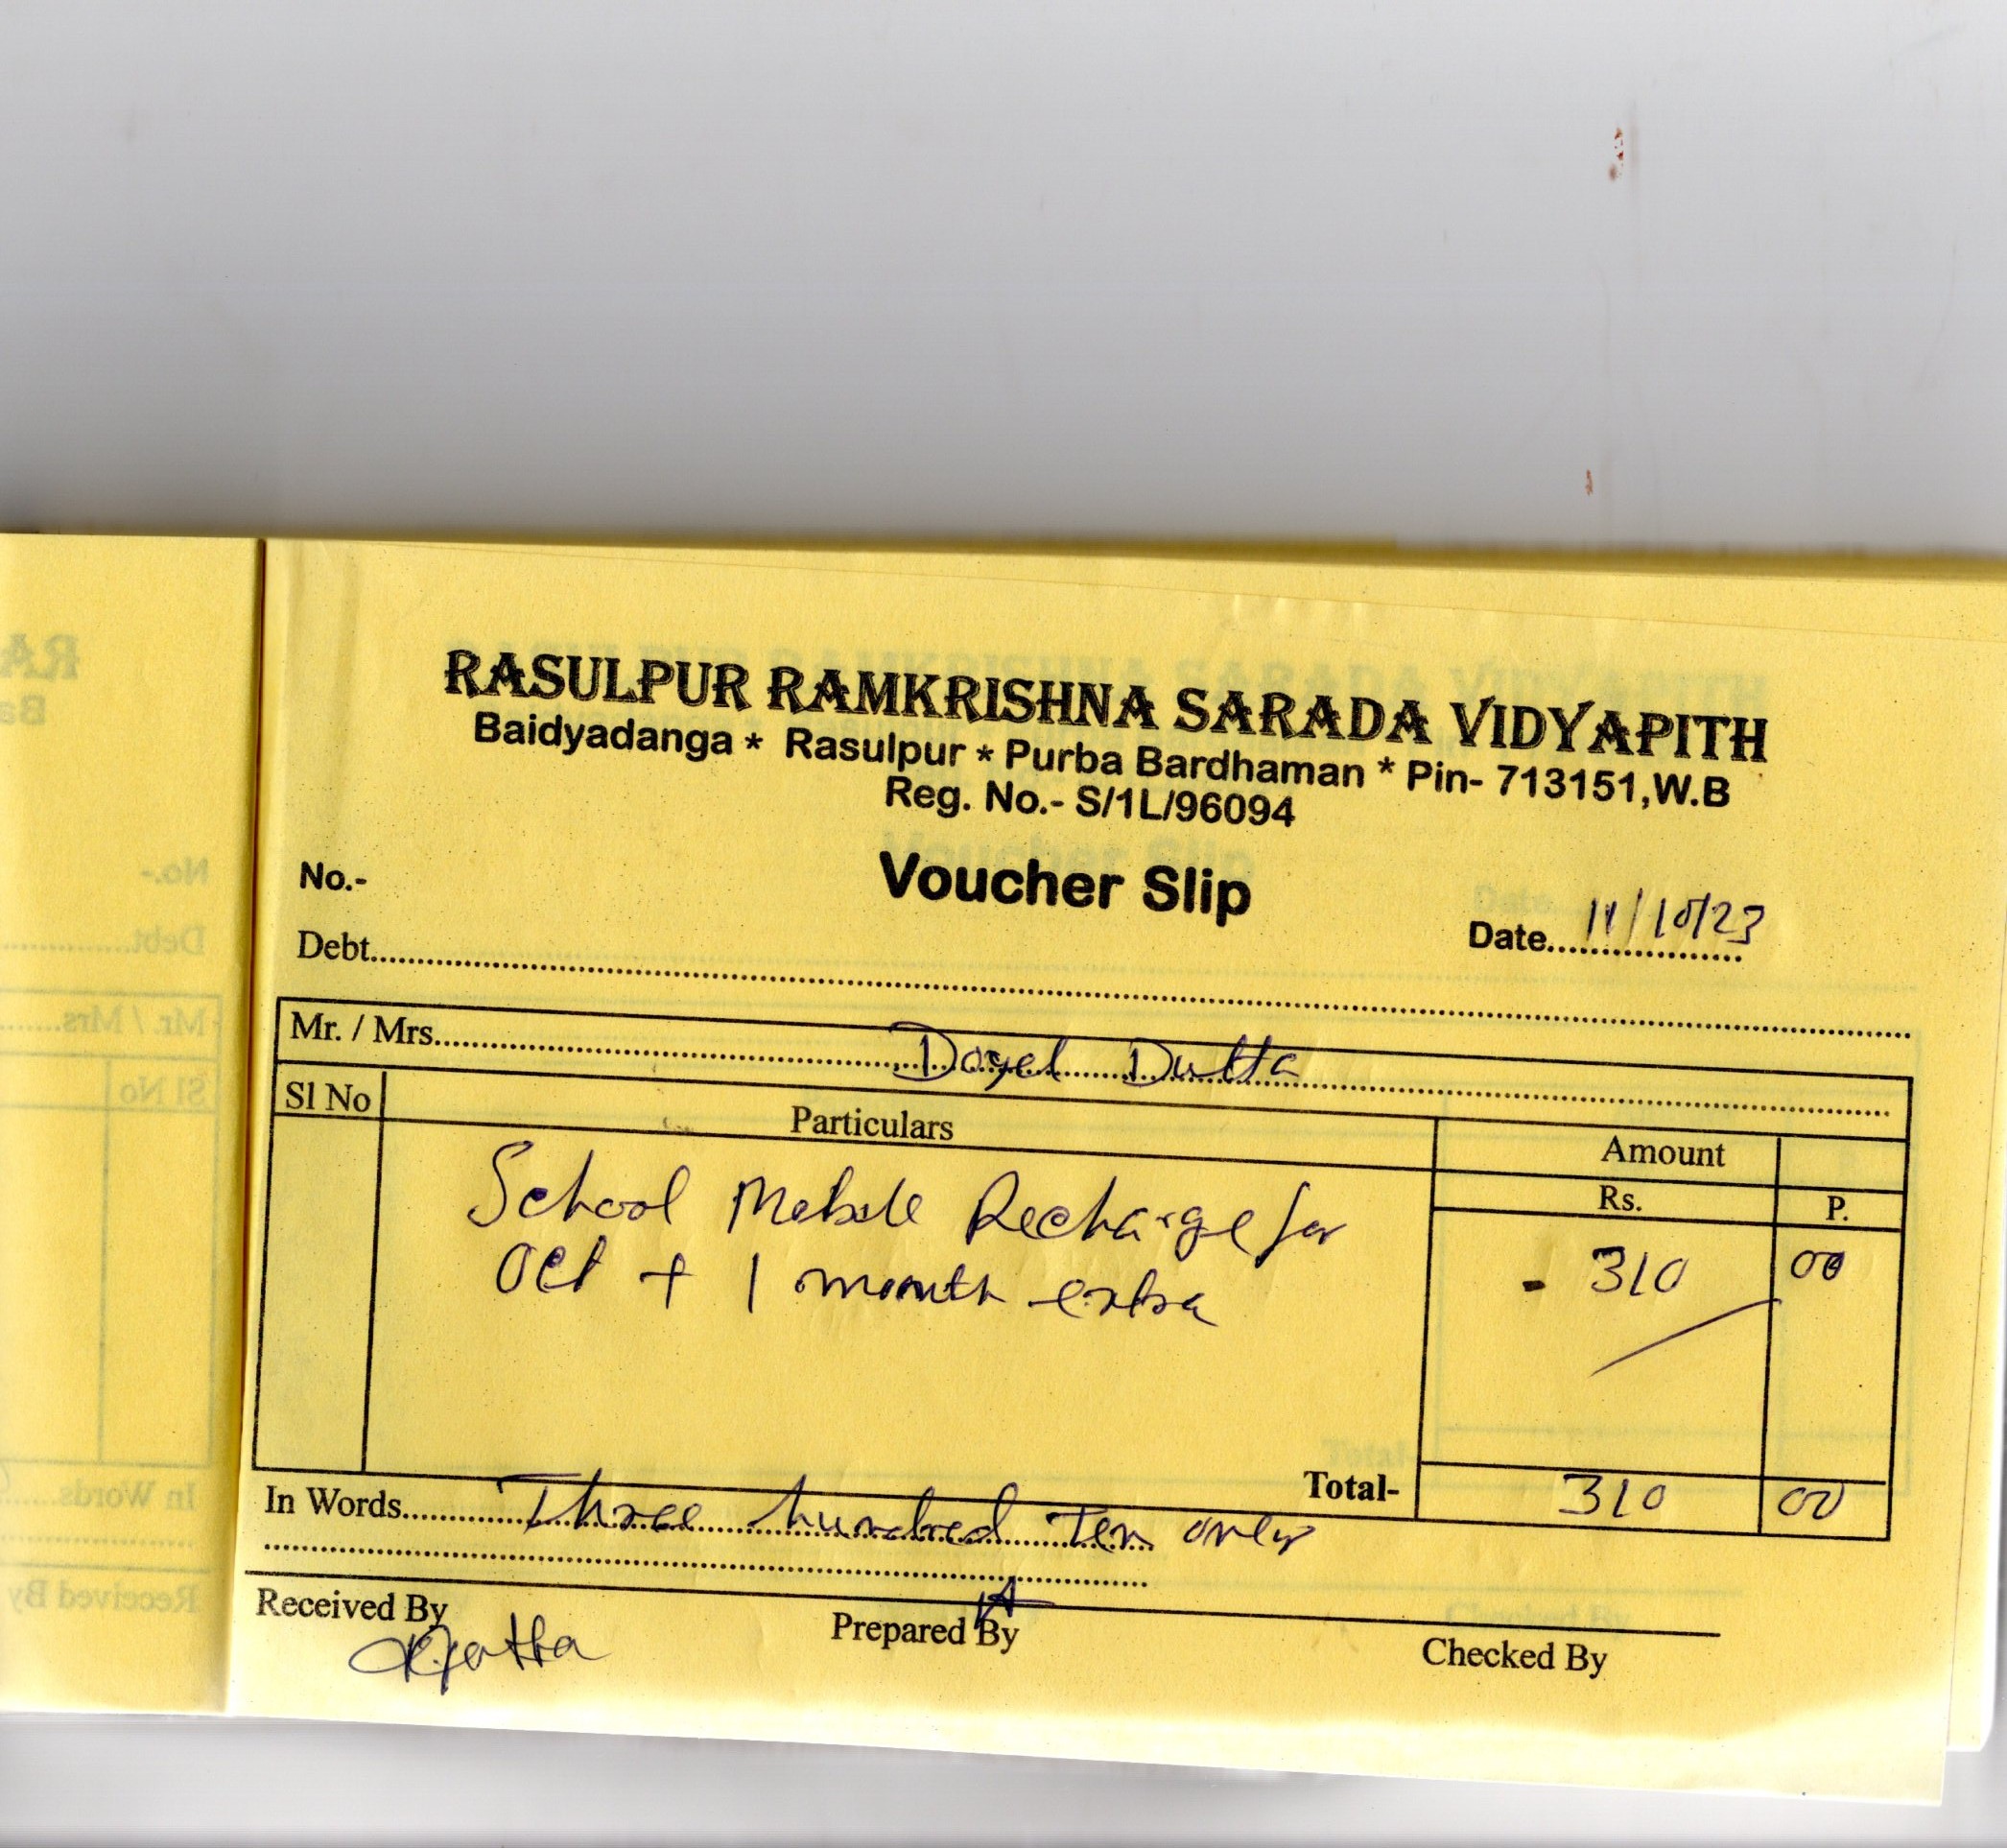 RASULPUR RAMKRISHNA SARADA VIDYAPITH
Baidyadanga * Rasulpur * Purba Bardhaman * Pin- 713151,W.B
Reg. No.- S/1L/96094
No.-
Voucher Slip
Date 11/10/23
Debt
Mr. / Mrs. Doyel Dutta
Sl No Particulars Amount
Rs. P.
School Mobile Recharge for
Oct + 1 month extra - 310 00
Total- 310 00
In Words Three hundred Ten only
Received By Prepared By Checked By